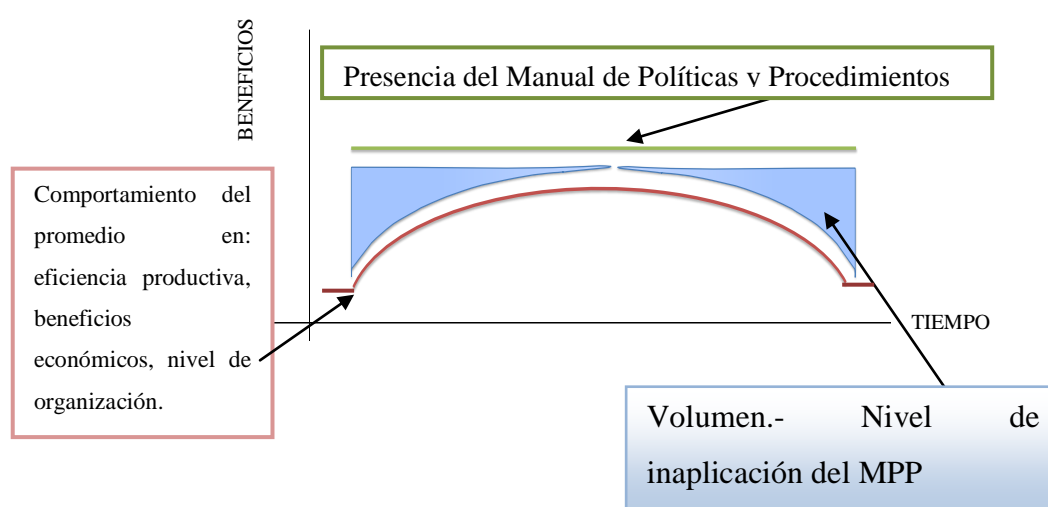 BENEFICIOS
Presencia del Manual de Políticas y Procedimientos
Comportamiento del
promedio en:
eficiencia productiva,
beneficios
económicos, nivel de
organización.
TIEMPO
Volumen.- Nivel de
inaplicación del MPP